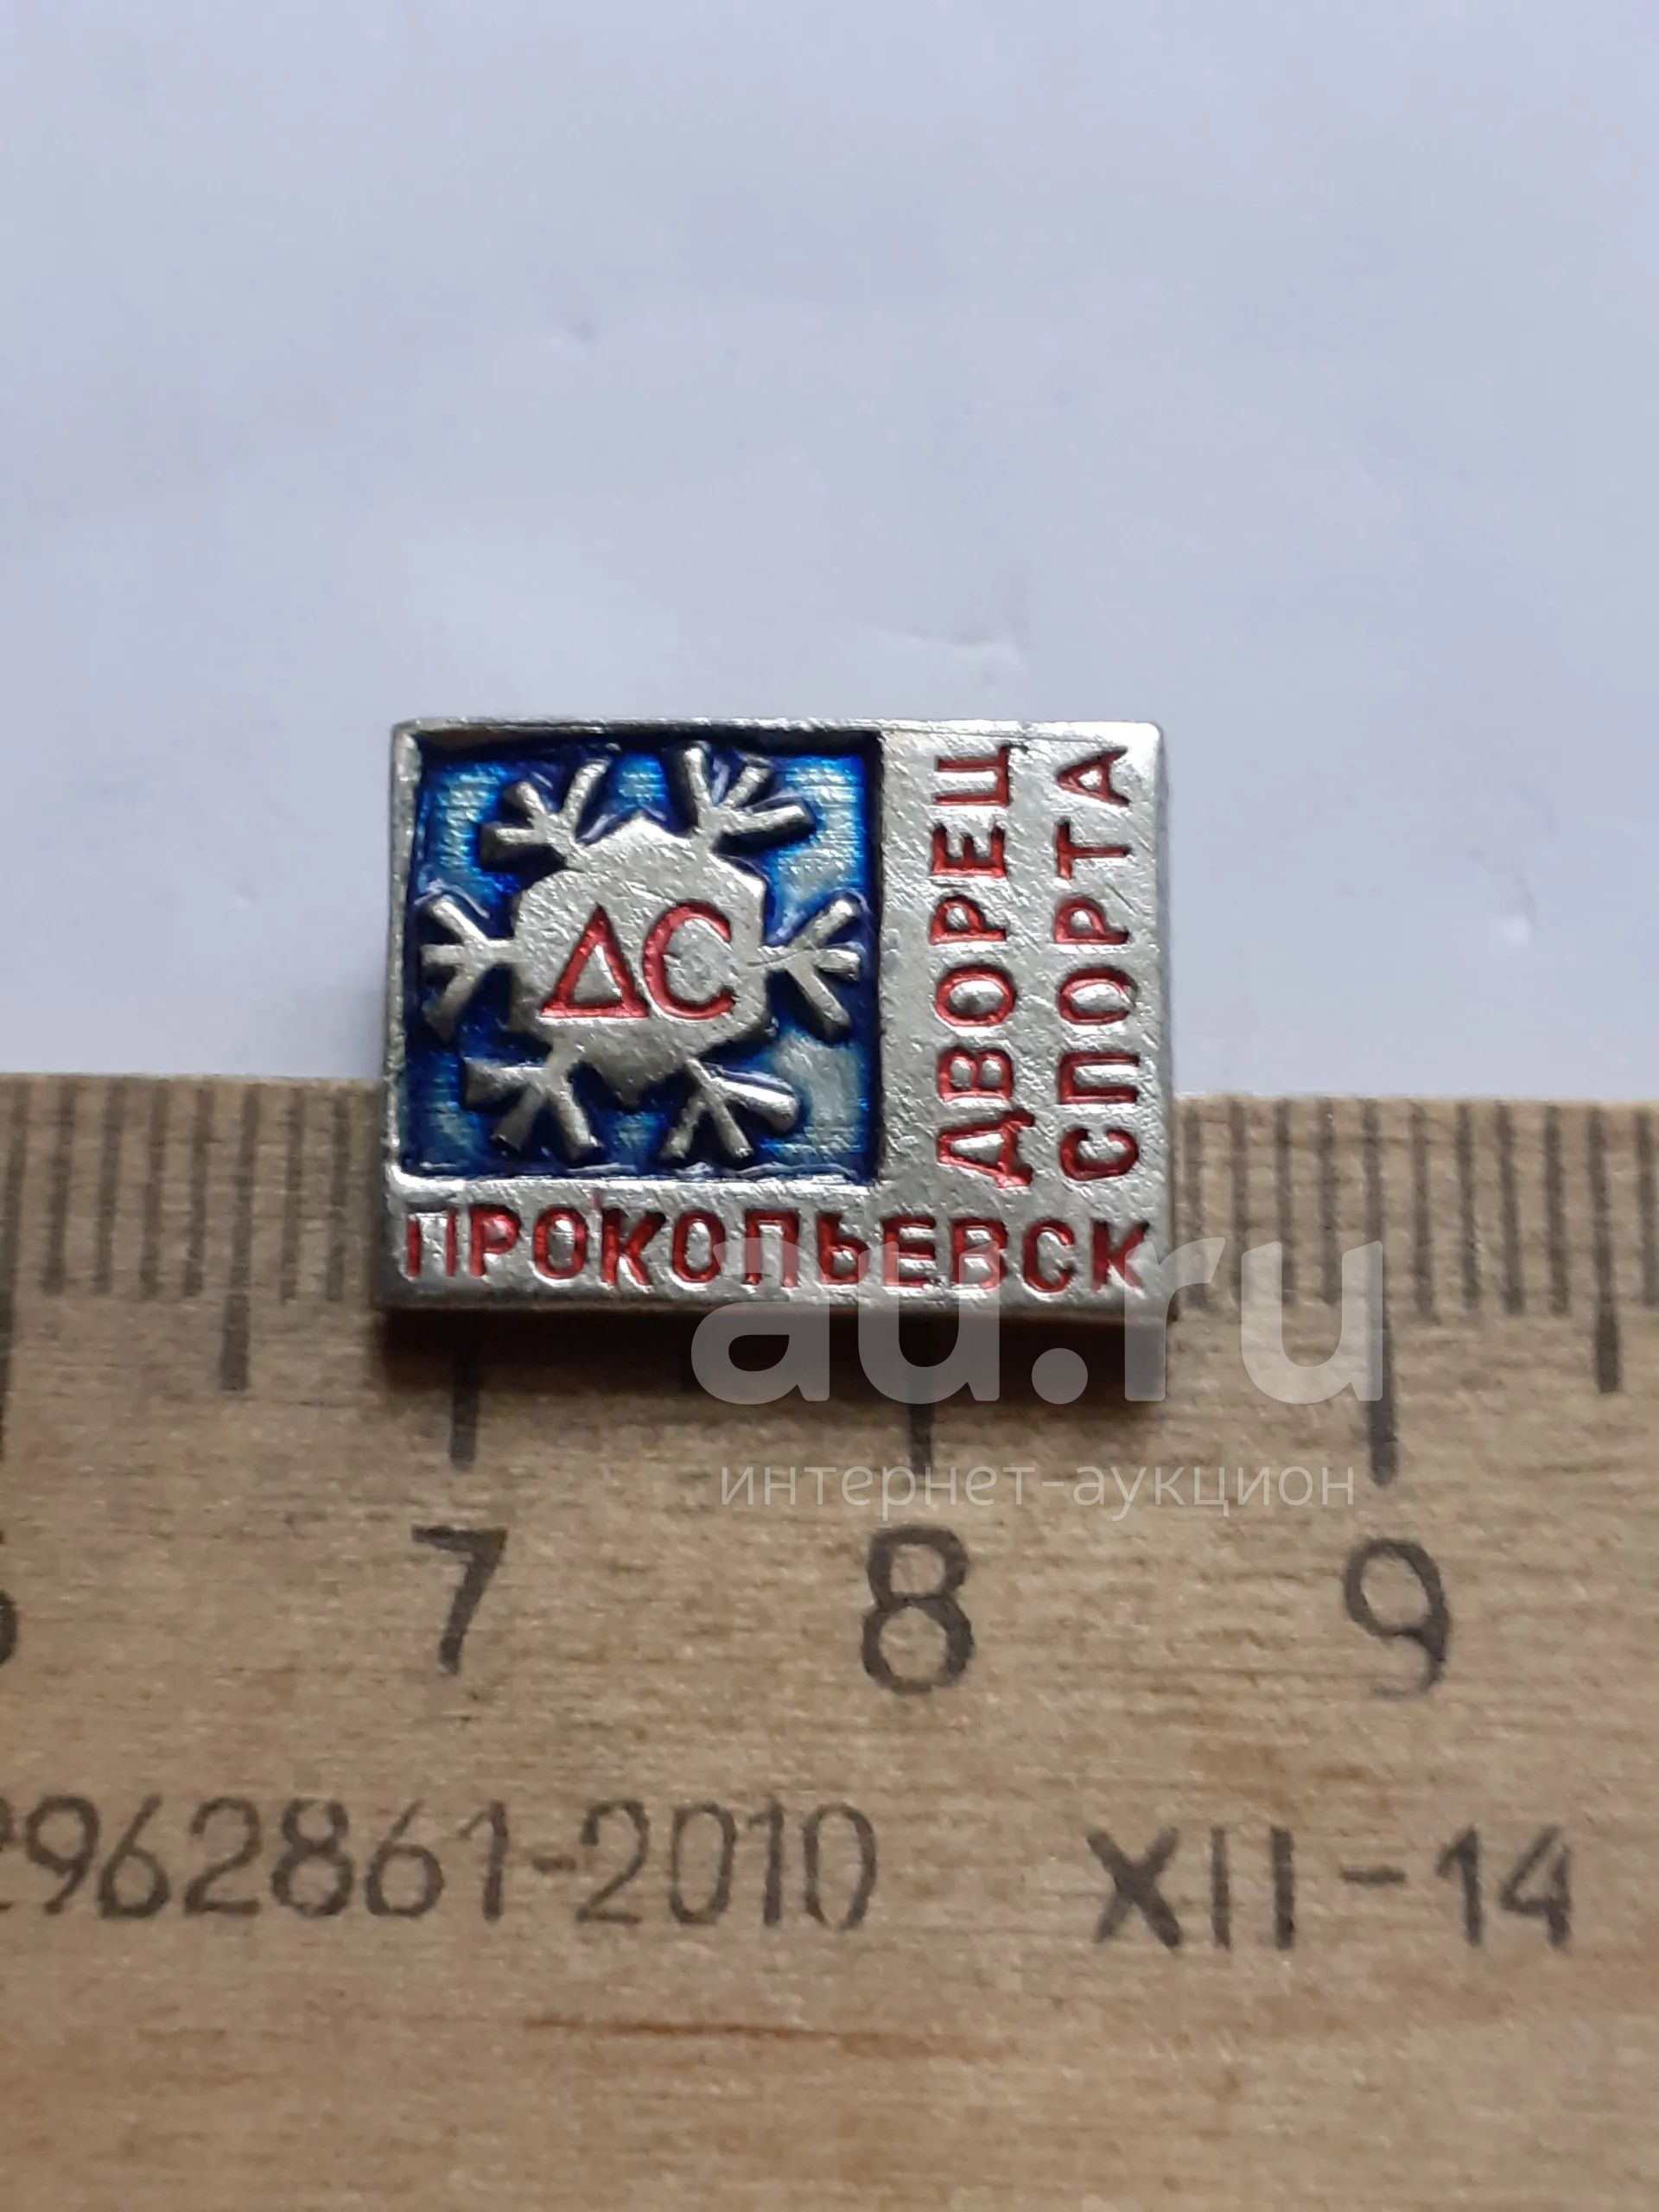 ДС
ДВОРЕЦ
СПОРТА
ПРОКОПЬЕВСК
au.ru
интернет-аукцион
7 8 9
962861-2010 XII-14